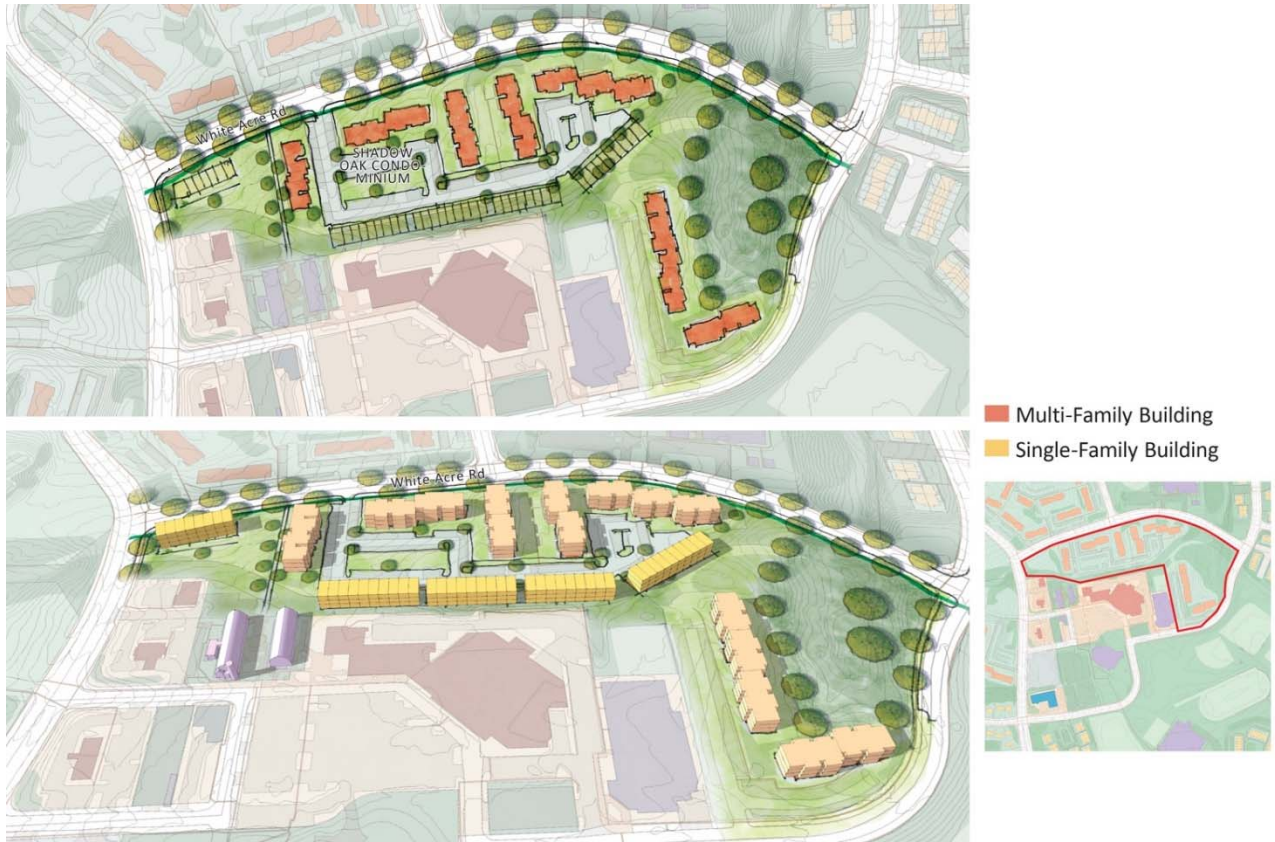 White Acre Rd
SHADOW
OAK CONDO
MINIUM
White Acre Rd
Multi-Family Building
Single-Family Building